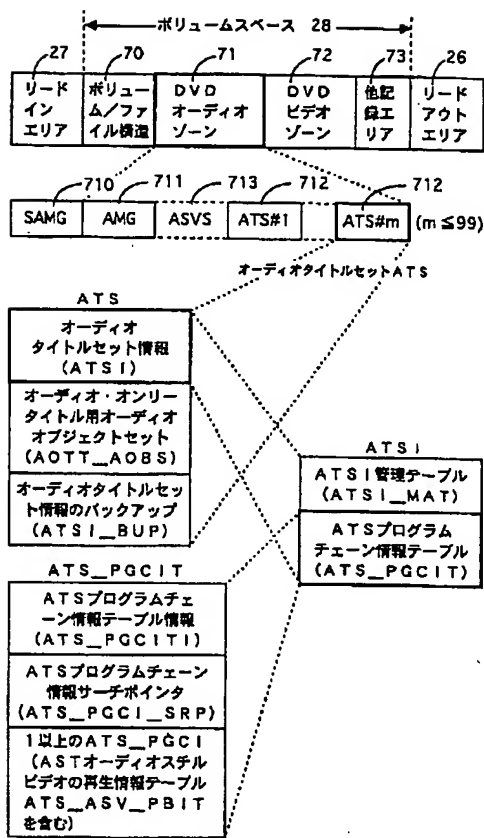 ボリュームスペース 28
27
70
71
72
73
26
リード
イン
エリア
ボリュー
ム/ファ
イル構造
DVD
オーディオ
ゾーン
DVD
ビデオ
ゾーン
他記
録エ
リア
リード
アウト
エリア
710
711
713
712
712
SAMG
AMG
ASVS
ATS#1
ATS#m
(m≦99)
オーディオタイトルセットATS
ATS
オーディオ
タイトルセット情報
(ATSI)
オーディオ・オンリー
タイトル用オーディオ
オブジェクトセット
(AOTT__AOBS)
オーディオタイトルセッ
ト情報のバックアップ
(ATSI_BUP)
ATSI
ATSI管理テーブル
(ATSI_MAT)
ATSプログラム
チェーン情報テーブル
(ATS__PGCIT)
ATS__PGCIT
ATSプログラムチェ
ーン情報テーブル情報
(ATS__PGCITI)
ATSプログラムチェーン
情報サーチポインタ
(ATS__PGCI_SRP)
1以上のATS__PGCI
(ASTオーディオスチル
ビデオの再生情報テーブル
ATS__ASV_PBIT
を含む)